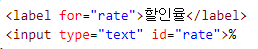 <label for="rate">할인율</label>
<input type="text" id="rate">%